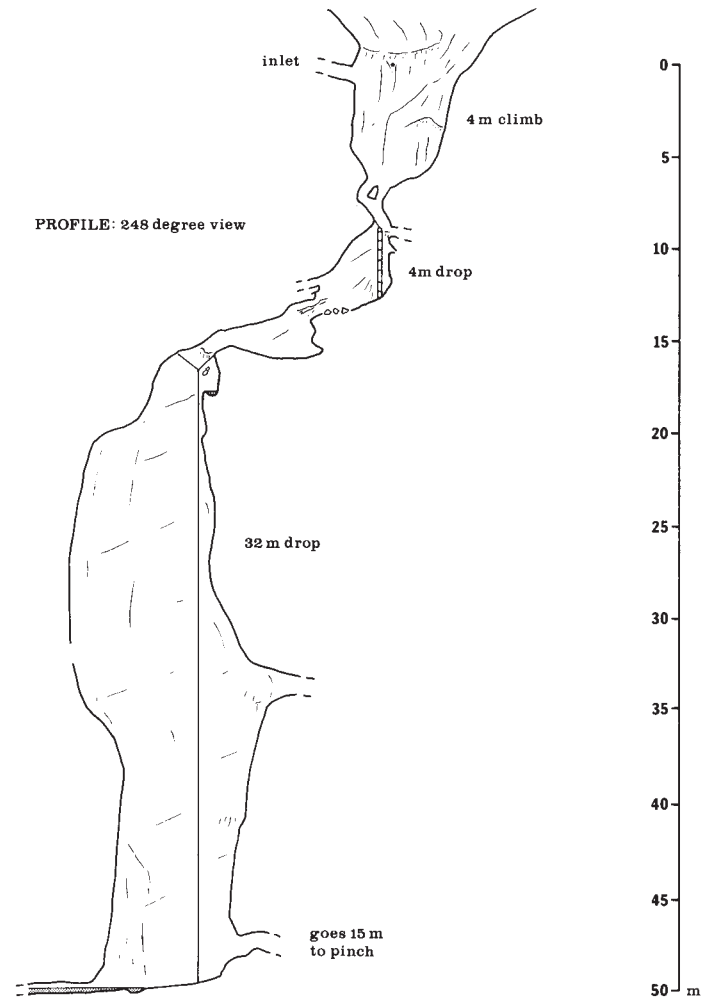 inlet
0
4 m climb
5
PROFILE: 248 degree view
10
4m drop
15
20
25
32 m drop
30
35
40
45
goes 15 m
to pinch
50 m